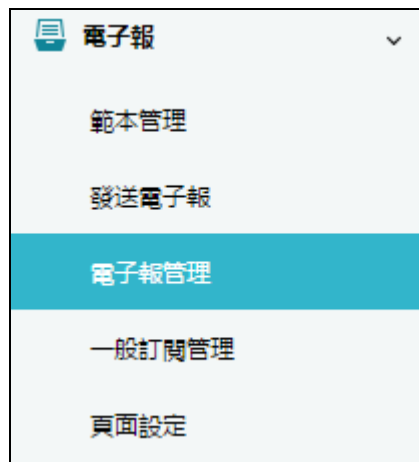 電子報
範本管理
發送電子報
電子報管理
一般訂閱管理
頁面設定